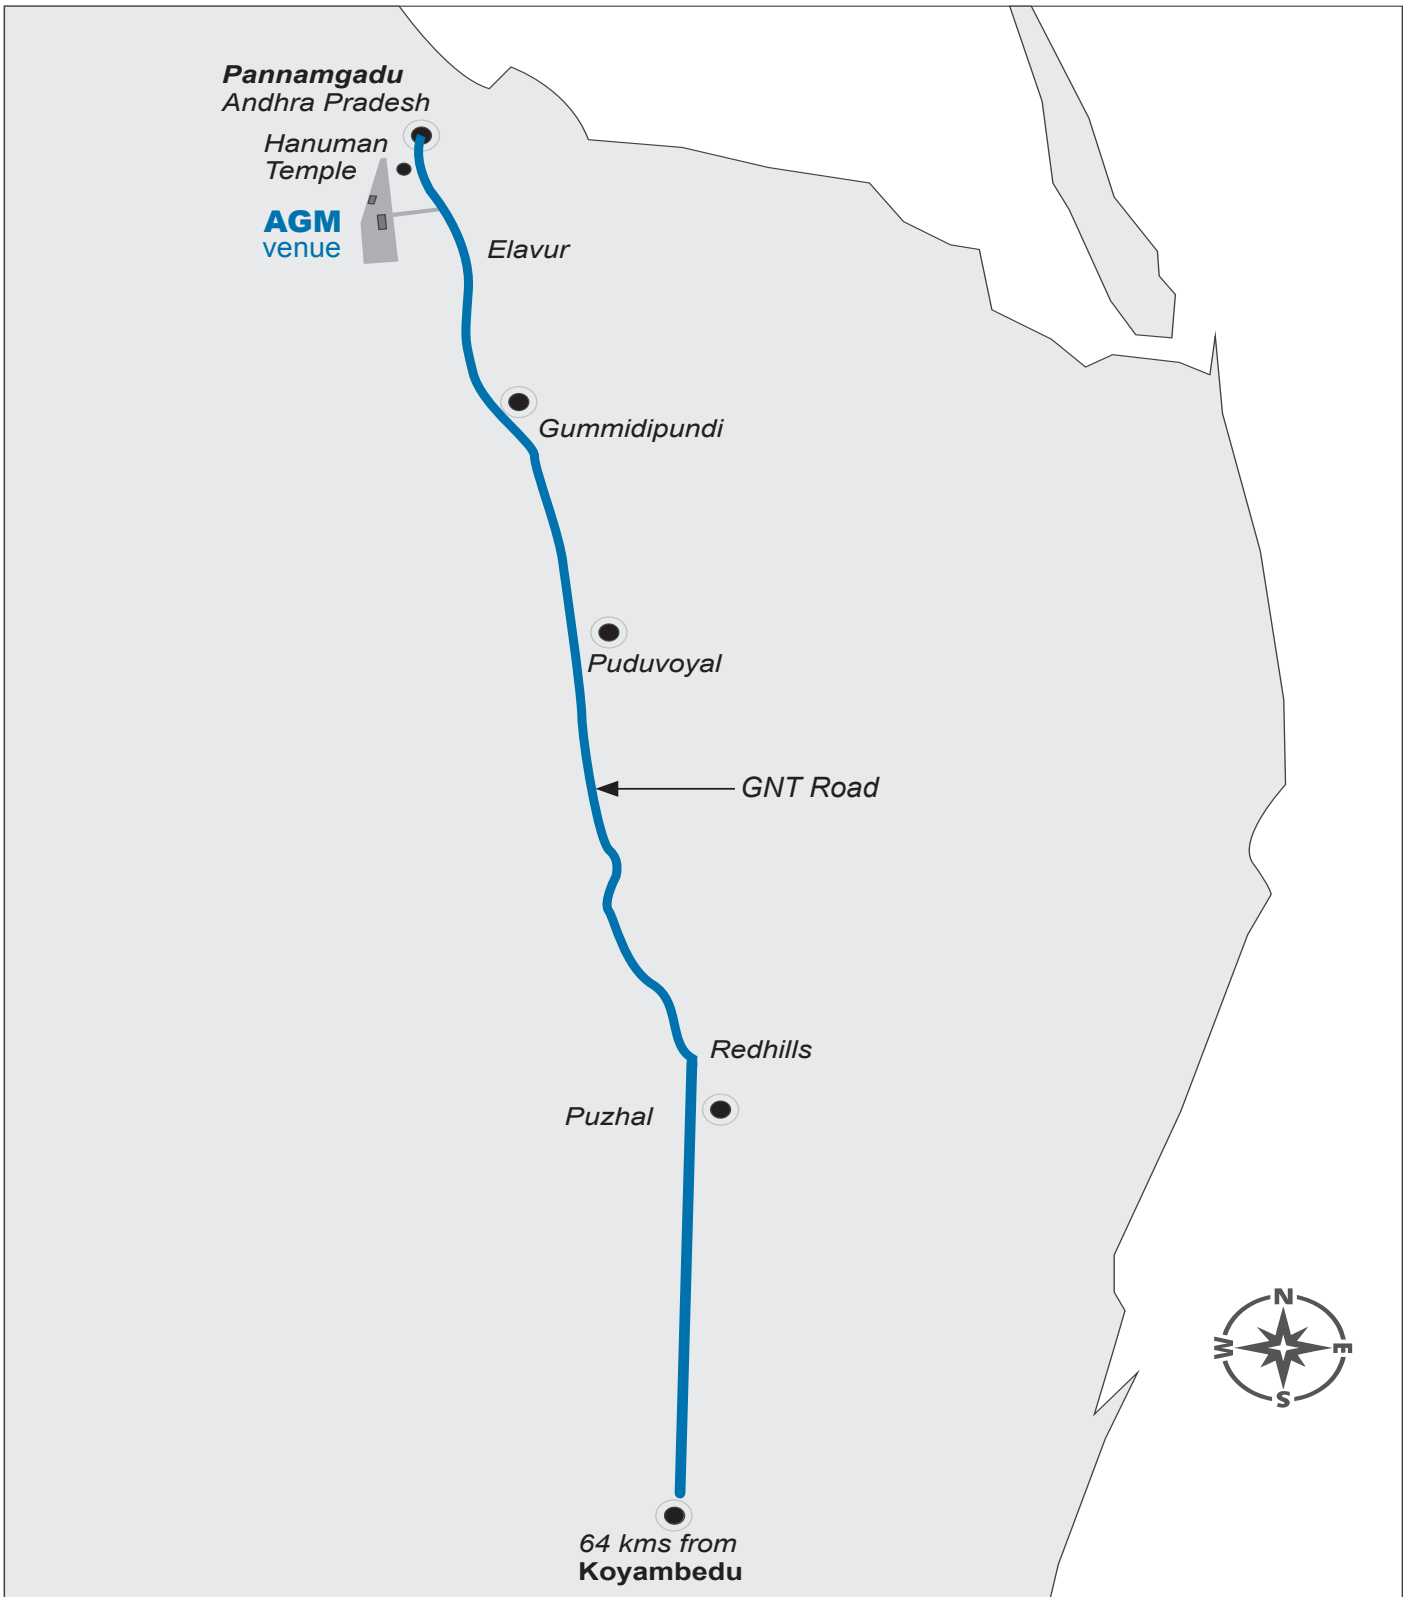 Pannamgadu
Andhra Pradesh
Hanuman
Temple
AGM
venue
Elavur
Gummidipundi
Puduvoyal
GNT Road
Redhills
Puzhal
N
W
E
S
64 kms from
Koyambedu